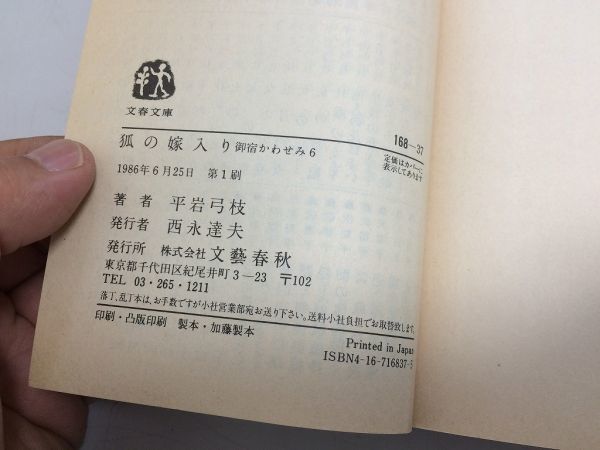 文春文庫
狐の嫁入り 御宿かわせみ6
168―37
定価はカバーに
表示してあります
1986年6月25日 第1刷
著者 平岩弓枝
発行者 西永達夫
発行所 株式会社 文藝春秋
東京都千代田区紀尾井町3―23 〒102
TEL 03・265・1211
落丁、乱丁本は、お手数ですが小社営業部宛お送り下さい。送料小社負担でお取替致します。
印刷・凸版印刷 製本・加藤製本
Printed in Japan
ISBN4-16-716837-5